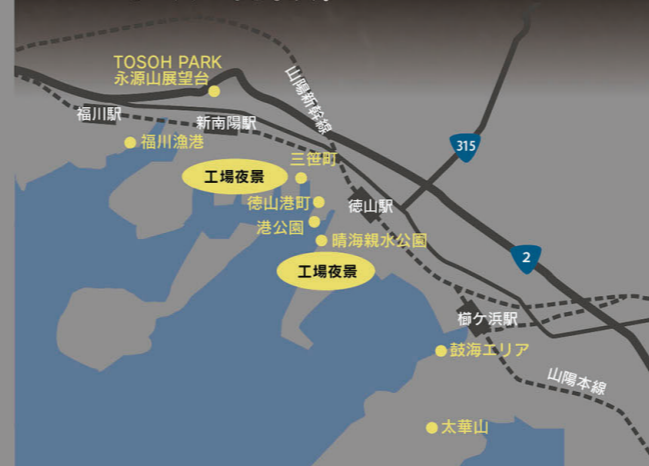 TOSOH PARK
永源山展望台
山陽新幹線
福川駅
新南陽駅
福川漁港
315
三笹町
工場夜景
徳山港町
徳山駅
港公園
晴海親水公園
2
工場夜景
櫛ケ浜駅
鼓海エリア
山陽本線
太華山